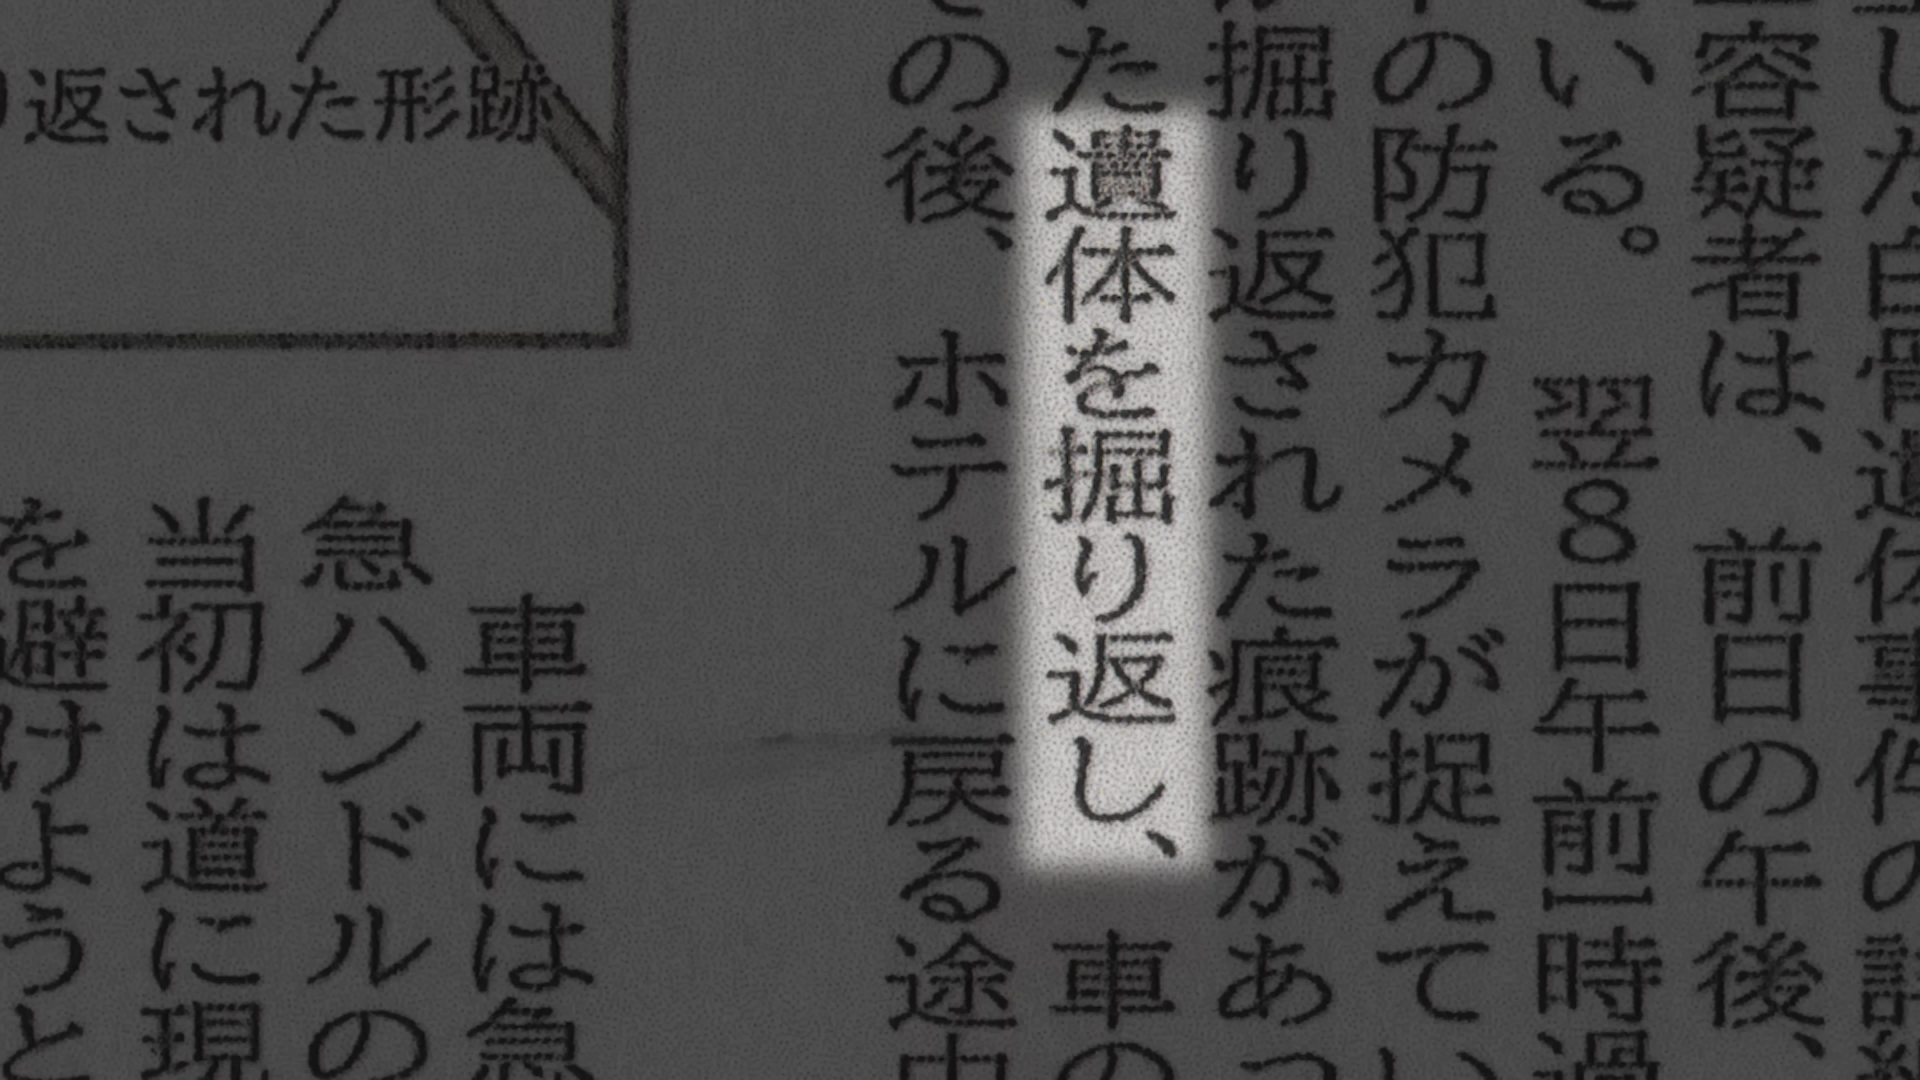 した白骨遺体事件の詳
容疑者は、前日の午後、
いる。翌8日午前一時過
の防犯カメラが捉えてい
掘り返された痕跡があっ
た遺体を掘り返し、車の
の後、ホテルに戻る途中
り返された形跡
車両には急
急ハンドルの
当初は道に現
を避けようと